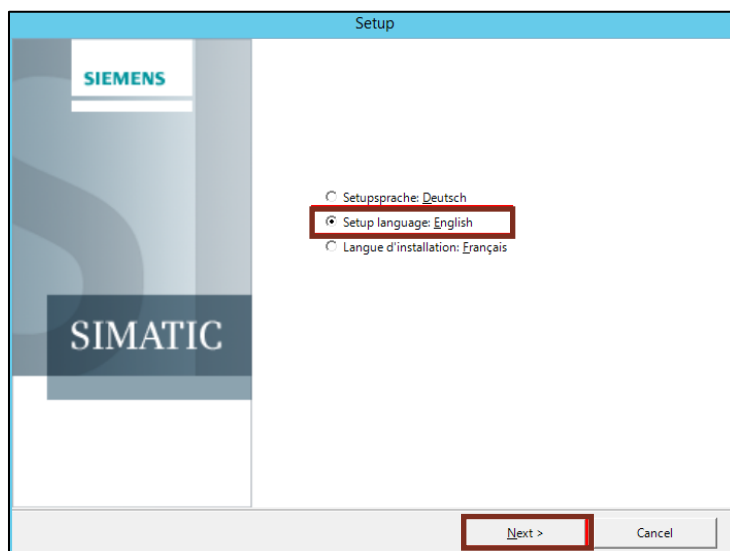 Setup
SIEMENS
Setupsprache: Deutsch
Setup language: English
Langue d'installation: Français
SIMATIC
Next >
Cancel